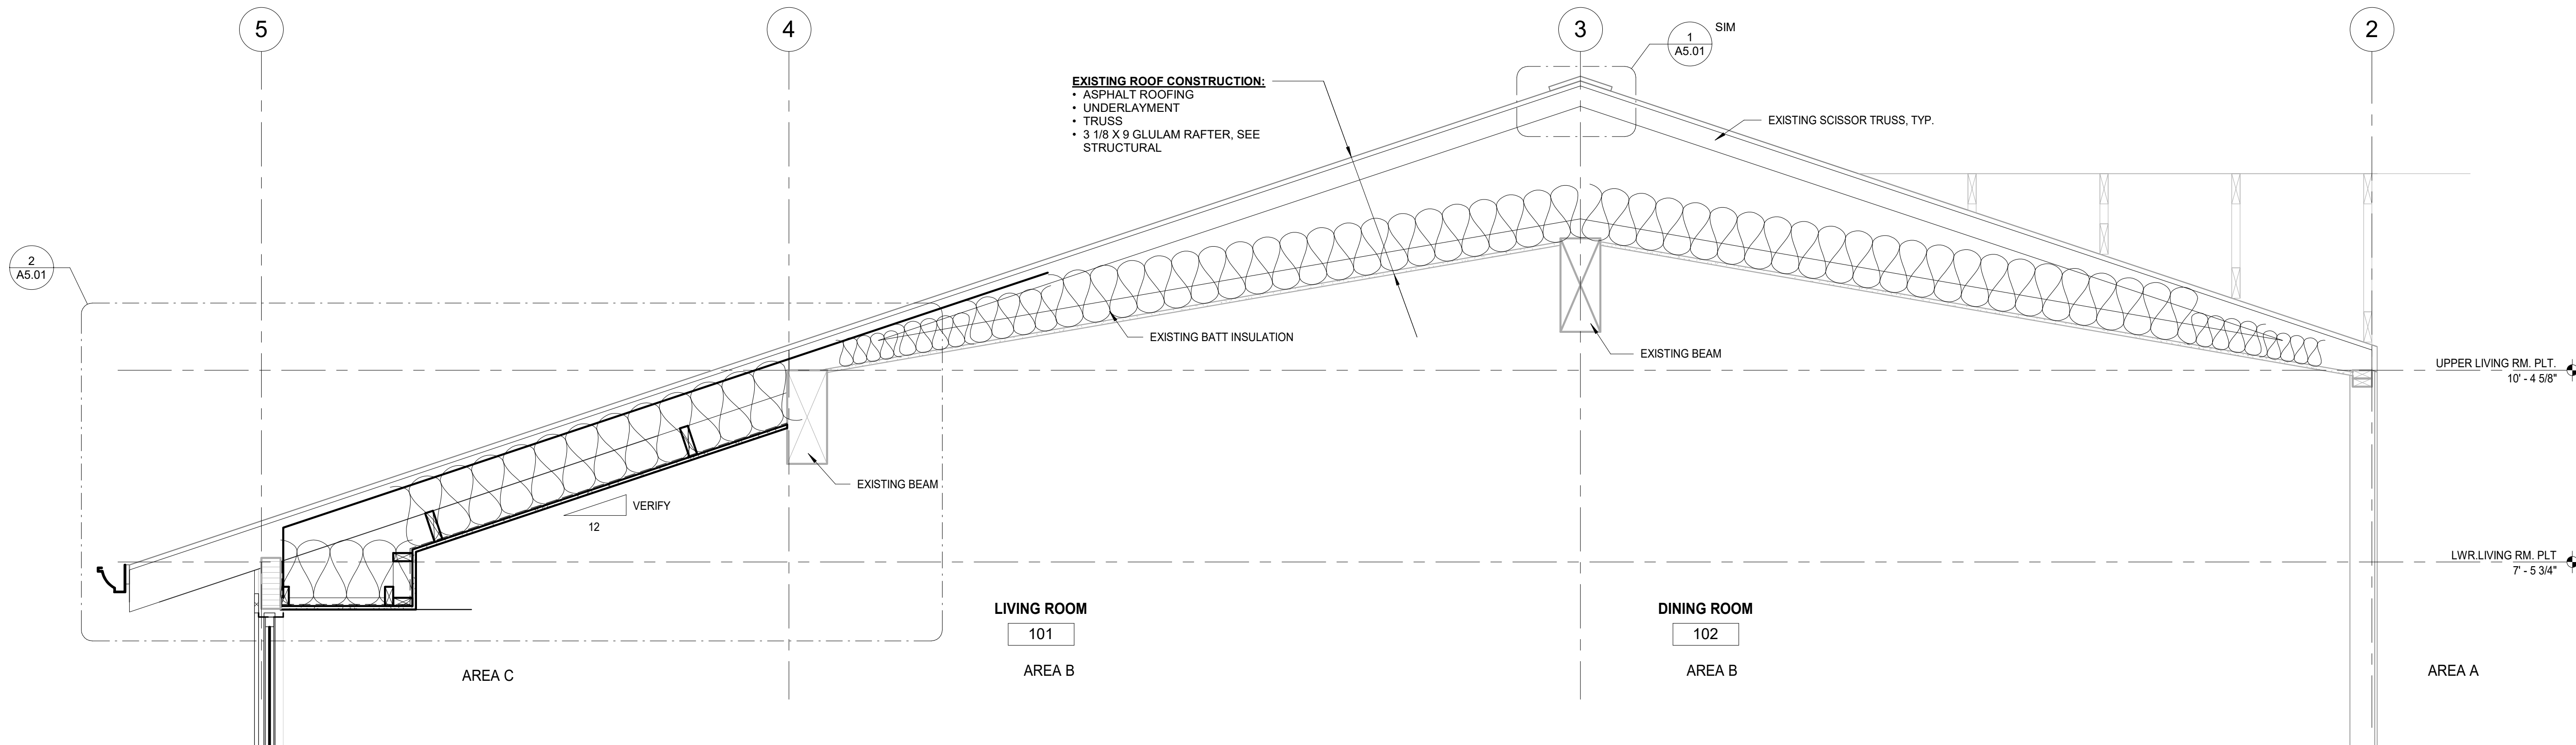 5
4
3
2
1
A5.01
SIM
EXISTING ROOF CONSTRUCTION:
• ASPHALT ROOFING
• UNDERLAYMENT
• TRUSS
• 3 1/8 X 9 GLULAM RAFTER, SEE
STRUCTURAL
EXISTING SCISSOR TRUSS, TYP.
2
A5.01
EXISTING BATT INSULATION
EXISTING BEAM
UPPER LIVING RM. PLT.
10' - 4 5/8"
EXISTING BEAM
VERIFY
12
LWR.LIVING RM. PLT
7' - 5 3/4"
LIVING ROOM
101
AREA B
DINING ROOM
102
AREA B
AREA C
AREA A